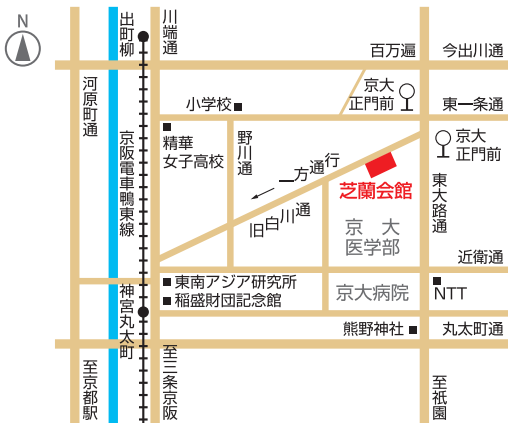 N
出町柳
川端通
百万遍
今出川通
河原町通
小学校
京大
正門前
東一条通
精華
女子高校
野川通
一方通行
京大
正門前
京阪電車鴨東線
芝蘭会館
東大路通
旧白川通
京 大
医学部
近衛通
東南アジア研究所
稲盛財団記念館
京大病院
NTT
神宮丸太町
熊野神社
丸太町通
至京都駅
至三条京阪
至祇園